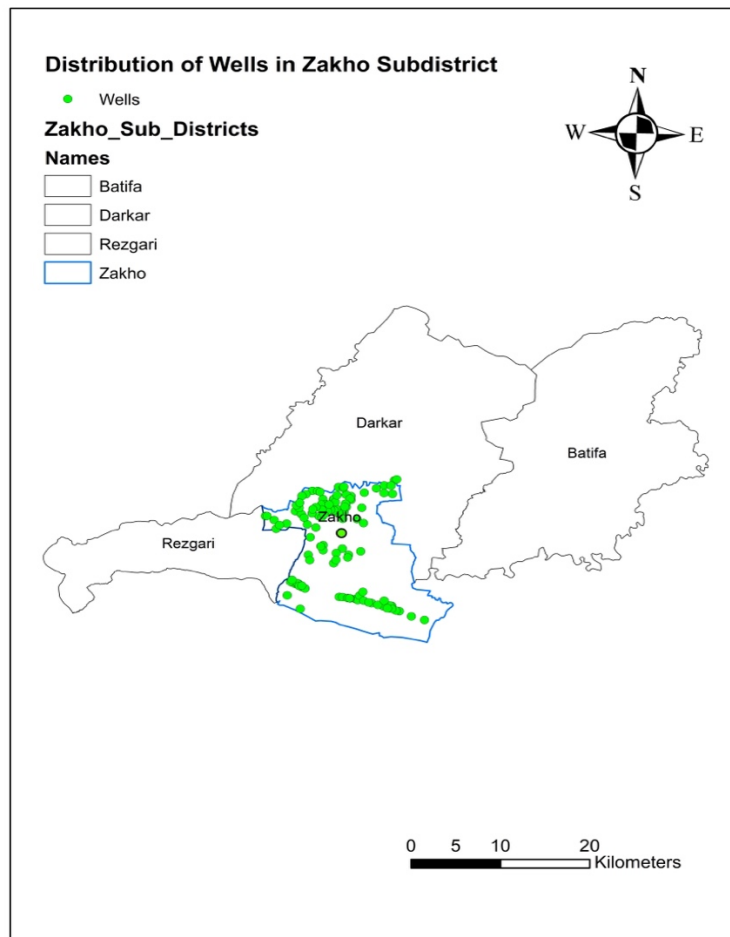 Distribution of Wells in Zakho Subdistrict
Wells
Zakho_Sub_Districts
Names
Batifa
Darkar
Rezgari
Zakho
N
W E
S
Darkar
Batifa
Zakho
Rezgari
0 5 10 20
Kilometers